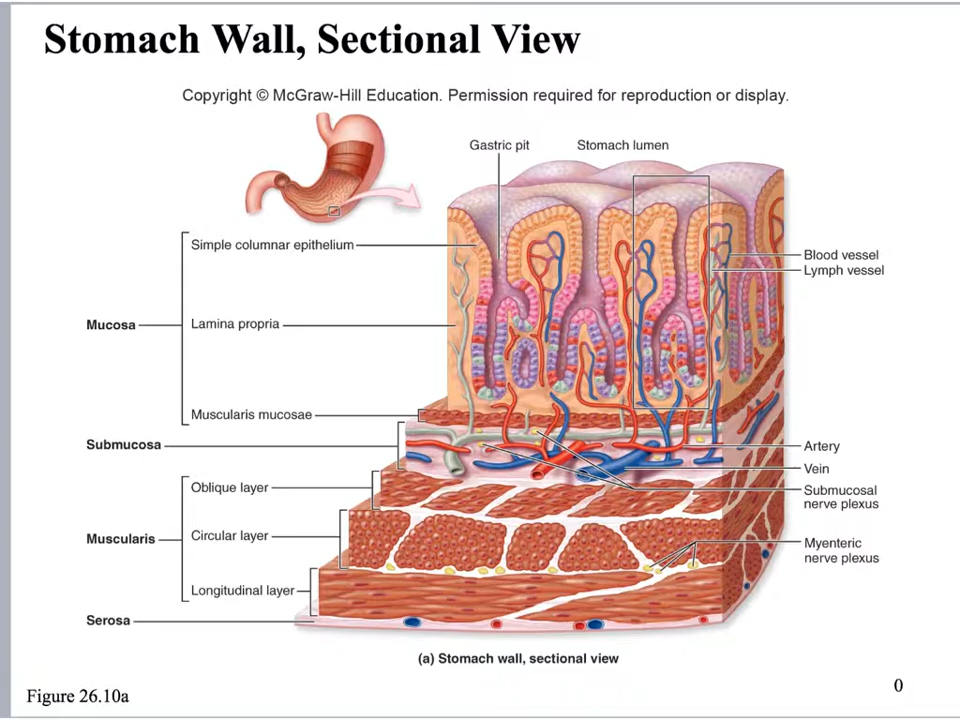 Stomach Wall, Sectional View
Copyright © McGraw-Hill Education. Permission required for reproduction or display.
Gastric pit
Stomach lumen
Simple columnar epithelium
Blood vessel
Lymph vessel
Mucosa
Lamina propria
Muscularis mucosae
Submucosa
Artery
Vein
Oblique layer
Submucosal
nerve plexus
Muscularis
Circular layer
Myenteric
nerve plexus
Longitudinal layer
Serosa
(a) Stomach wall, sectional view
Figure 26.10a
0